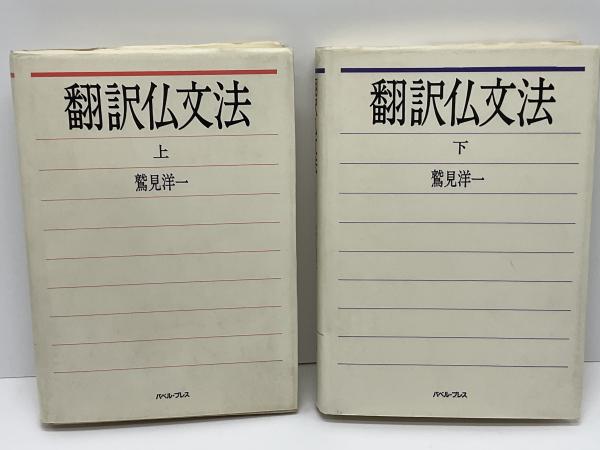 翻訳仏文法
上
鷲見洋一
バベル・プレス
翻訳仏文法
下
鷲見洋一
バベル・プレス